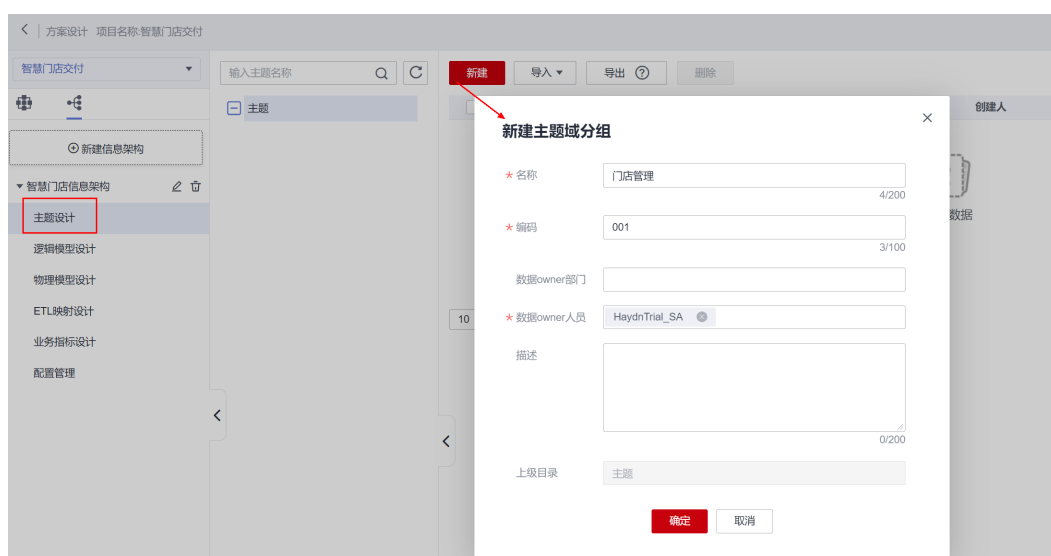 方案设计 项目名称:智慧门店交付
智慧门店交付
新建信息架构
智慧门店信息架构
主题设计
逻辑模型设计
物理模型设计
ETL映射设计
业务指标设计
配置管理
输入主题名称
主题
新建 导入 导出 删除
创建人
数据
10
新建主题域分组
* 名称 门店管理
4/200
* 编码 001
3/100
数据owner部门
* 数据owner人员 HaydnTrial_SA
描述
0/200
上级目录 主题
确定 取消